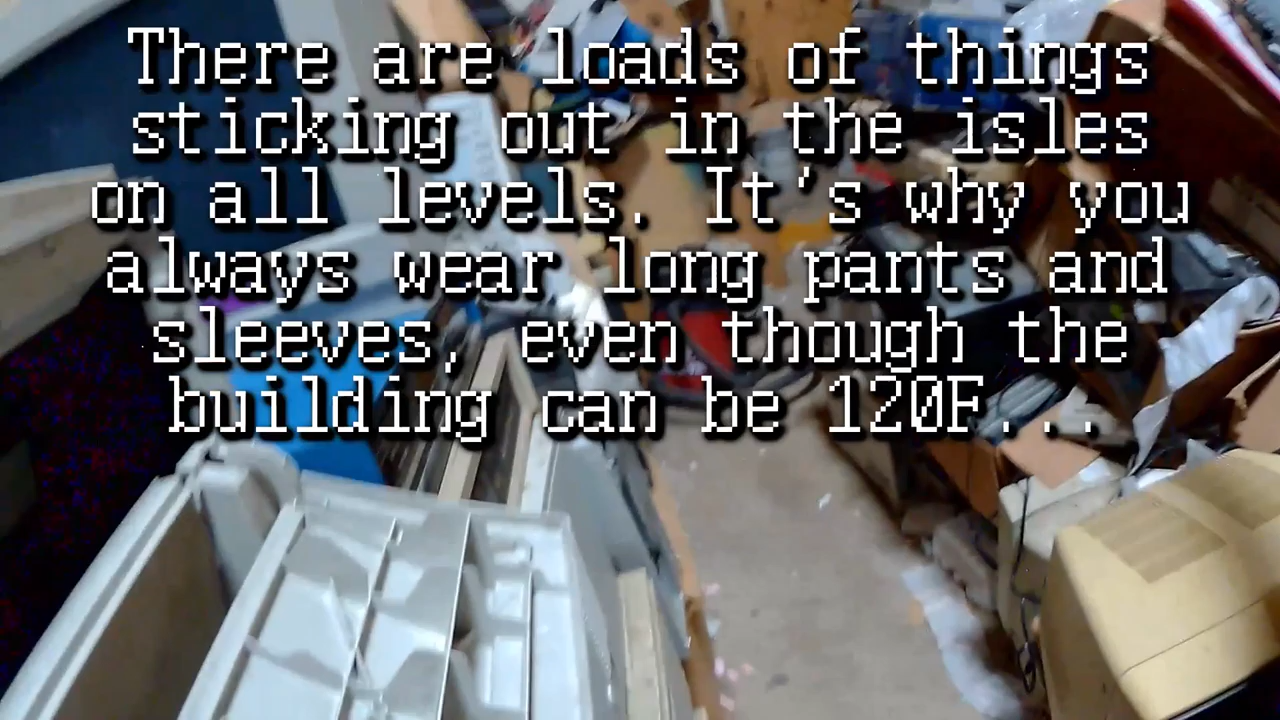 There are loads of things
sticking out in the isles
on all levels. It's why you
always wear long pants and
sleeves, even though the
building can be 120F...